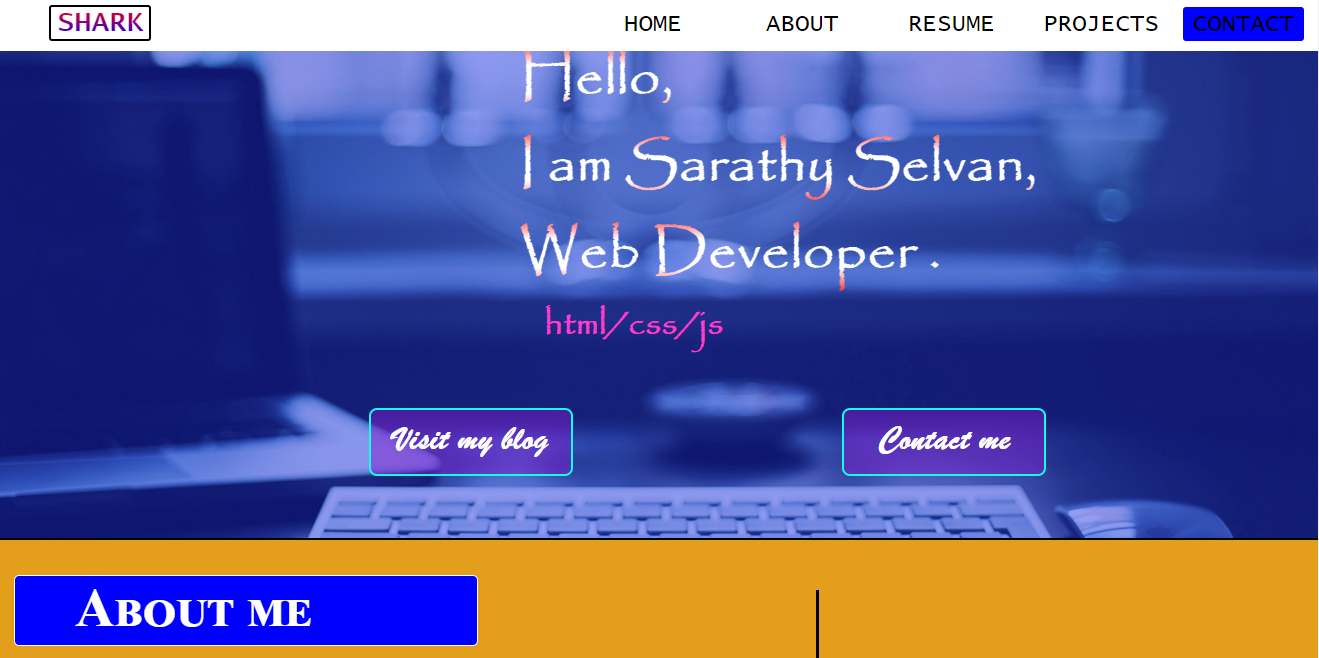 SHARK
HOME ABOUT RESUME PROJECTS CONTACT
Hello,
I am Sarathy Selvan,
Web Developer .
html/css/js
Visit my blog
Contact me
About me